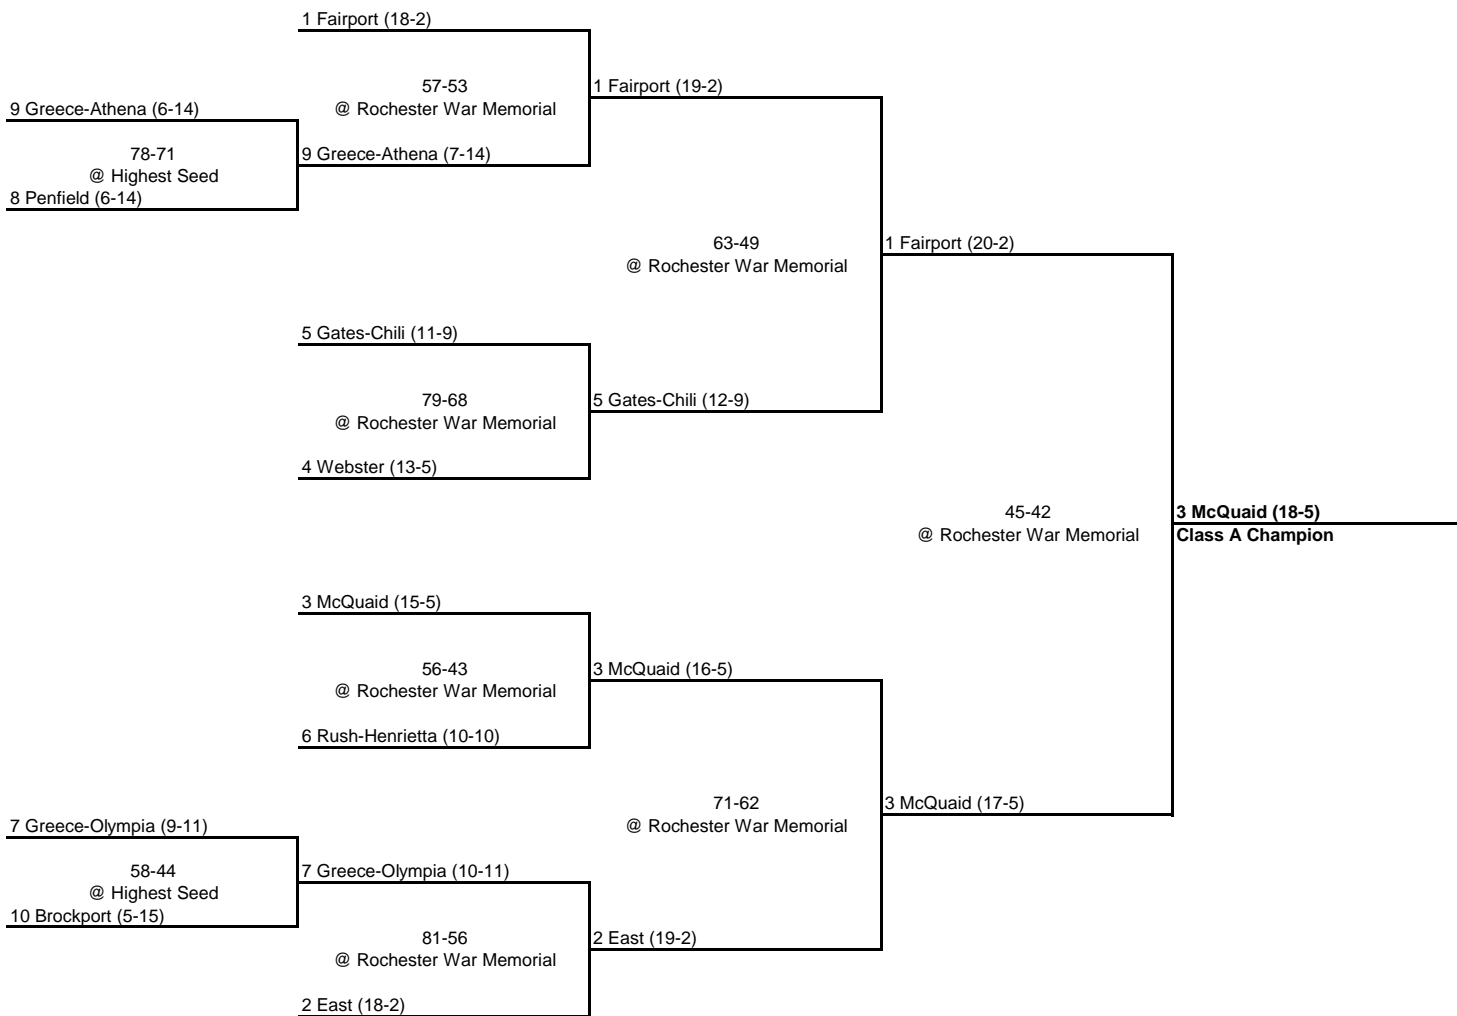 1 Fairport (18-2)
57-53
@ Rochester War Memorial
1 Fairport (19-2)
9 Greece-Athena (6-14)
78-71
@ Highest Seed
9 Greece-Athena (7-14)
8 Penfield (6-14)
63-49
@ Rochester War Memorial
1 Fairport (20-2)
5 Gates-Chili (11-9)
79-68
@ Rochester War Memorial
5 Gates-Chili (12-9)
4 Webster (13-5)
45-42
@ Rochester War Memorial
3 McQuaid (18-5)
Class A Champion
3 McQuaid (15-5)
56-43
@ Rochester War Memorial
3 McQuaid (16-5)
6 Rush-Henrietta (10-10)
71-62
@ Rochester War Memorial
3 McQuaid (17-5)
7 Greece-Olympia (9-11)
58-44
@ Highest Seed
7 Greece-Olympia (10-11)
10 Brockport (5-15)
81-56
@ Rochester War Memorial
2 East (19-2)
2 East (18-2)